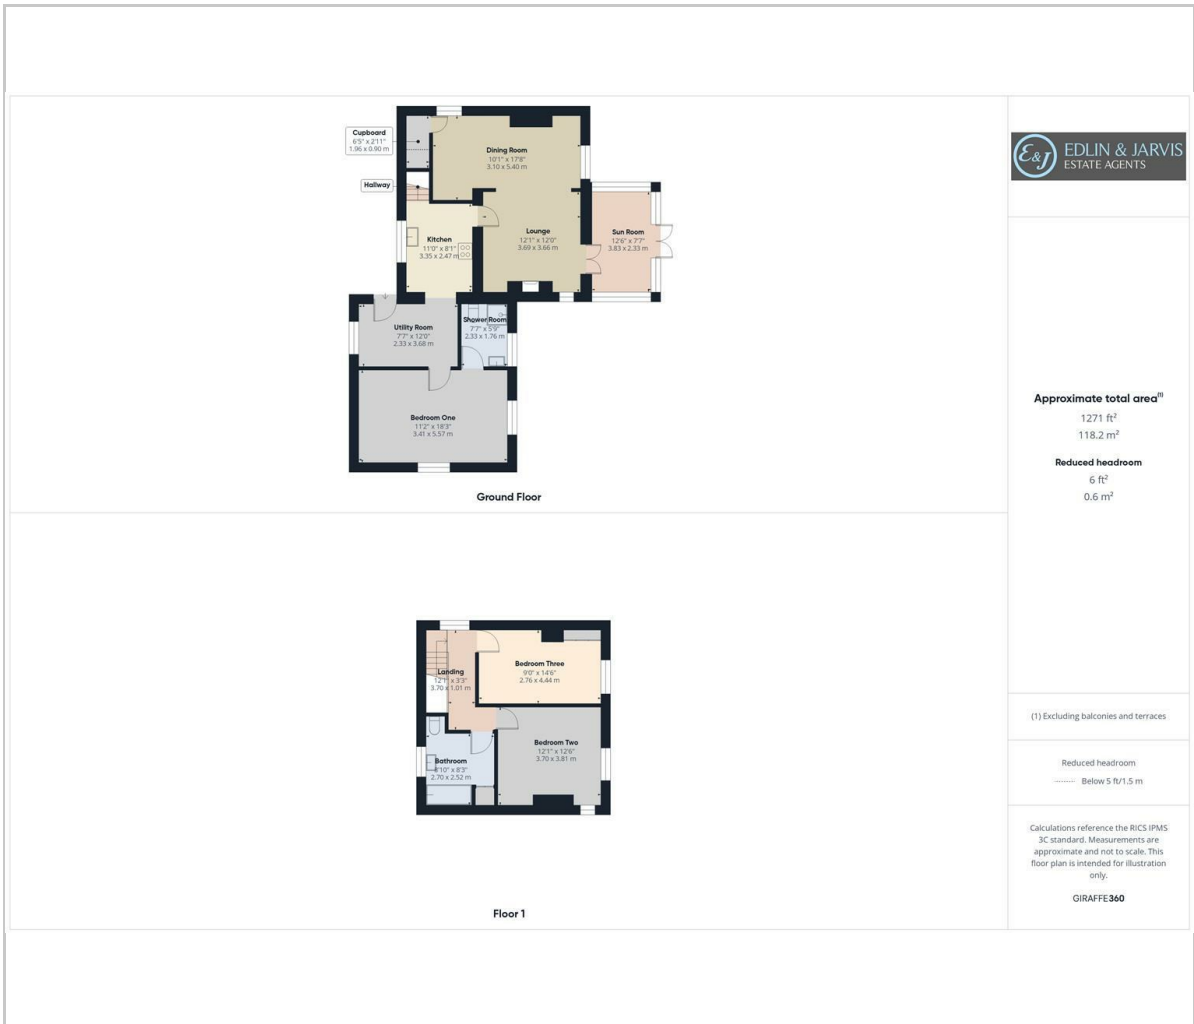 Cupboard
6'5" x 2'11"
1.96 x 0.90 m
Hallway
Dining Room
10'1" x 17'8"
3.10 x 5.40 m
Kitchen
11'0" x 8'1"
3.35 x 2.47 m
Lounge
12'1" x 12'0"
3.69 x 3.66 m
Sun Room
12'6" x 7'7"
3.83 x 2.33 m
Utility Room
7'7" x 12'0"
2.33 x 3.68 m
Shower Room
7'7" x 5'9"
2.33 x 1.76 m
Bedroom One
11'2" x 18'3"
3.41 x 5.57 m
Ground Floor
Landing
12'1" x 3'3"
3.70 x 1.01 m
Bedroom Three
9'0" x 14'6"
2.76 x 4.44 m
Bedroom Two
12'1" x 12'6"
3.70 x 3.81 m
Bathroom
8'10" x 8'3"
2.70 x 2.52 m
Floor 1
E&J
EDLIN & JARVIS
ESTATE AGENTS
Approximate total area⁽¹⁾
1271 ft²
118.2 m²
Reduced headroom
6 ft²
0.6 m²
(1) Excluding balconies and terraces
Reduced headroom
Below 5 ft/1.5 m
Calculations reference the RICS IPMS
3C standard. Measurements are
approximate and not to scale. This
floor plan is intended for illustration
only.
GIRAFFE360